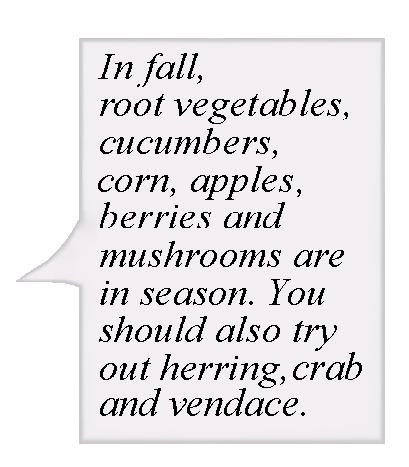 In fall,
root vegetables,
cucumbers,
corn, apples,
berries and
mushrooms are
in season. You
should also try
out herring, crab
and vendace.